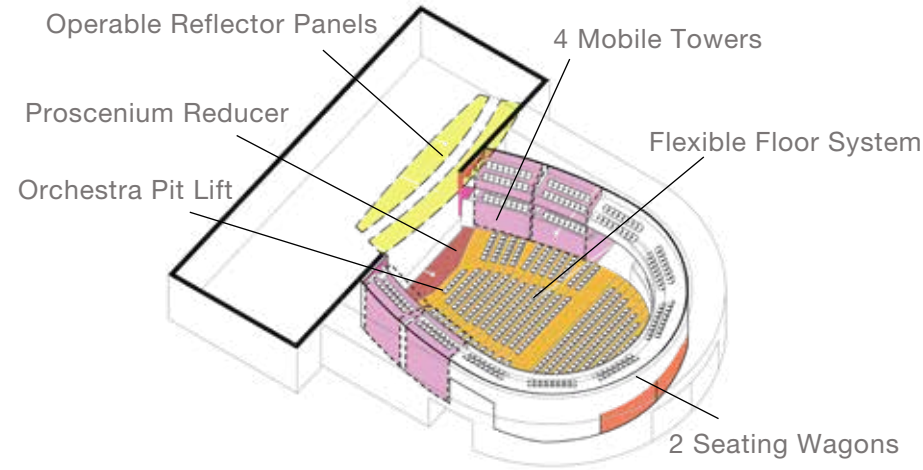 Operable Reflector Panels
4 Mobile Towers
Proscenium Reducer
Flexible Floor System
Orchestra Pit Lift
2 Seating Wagons